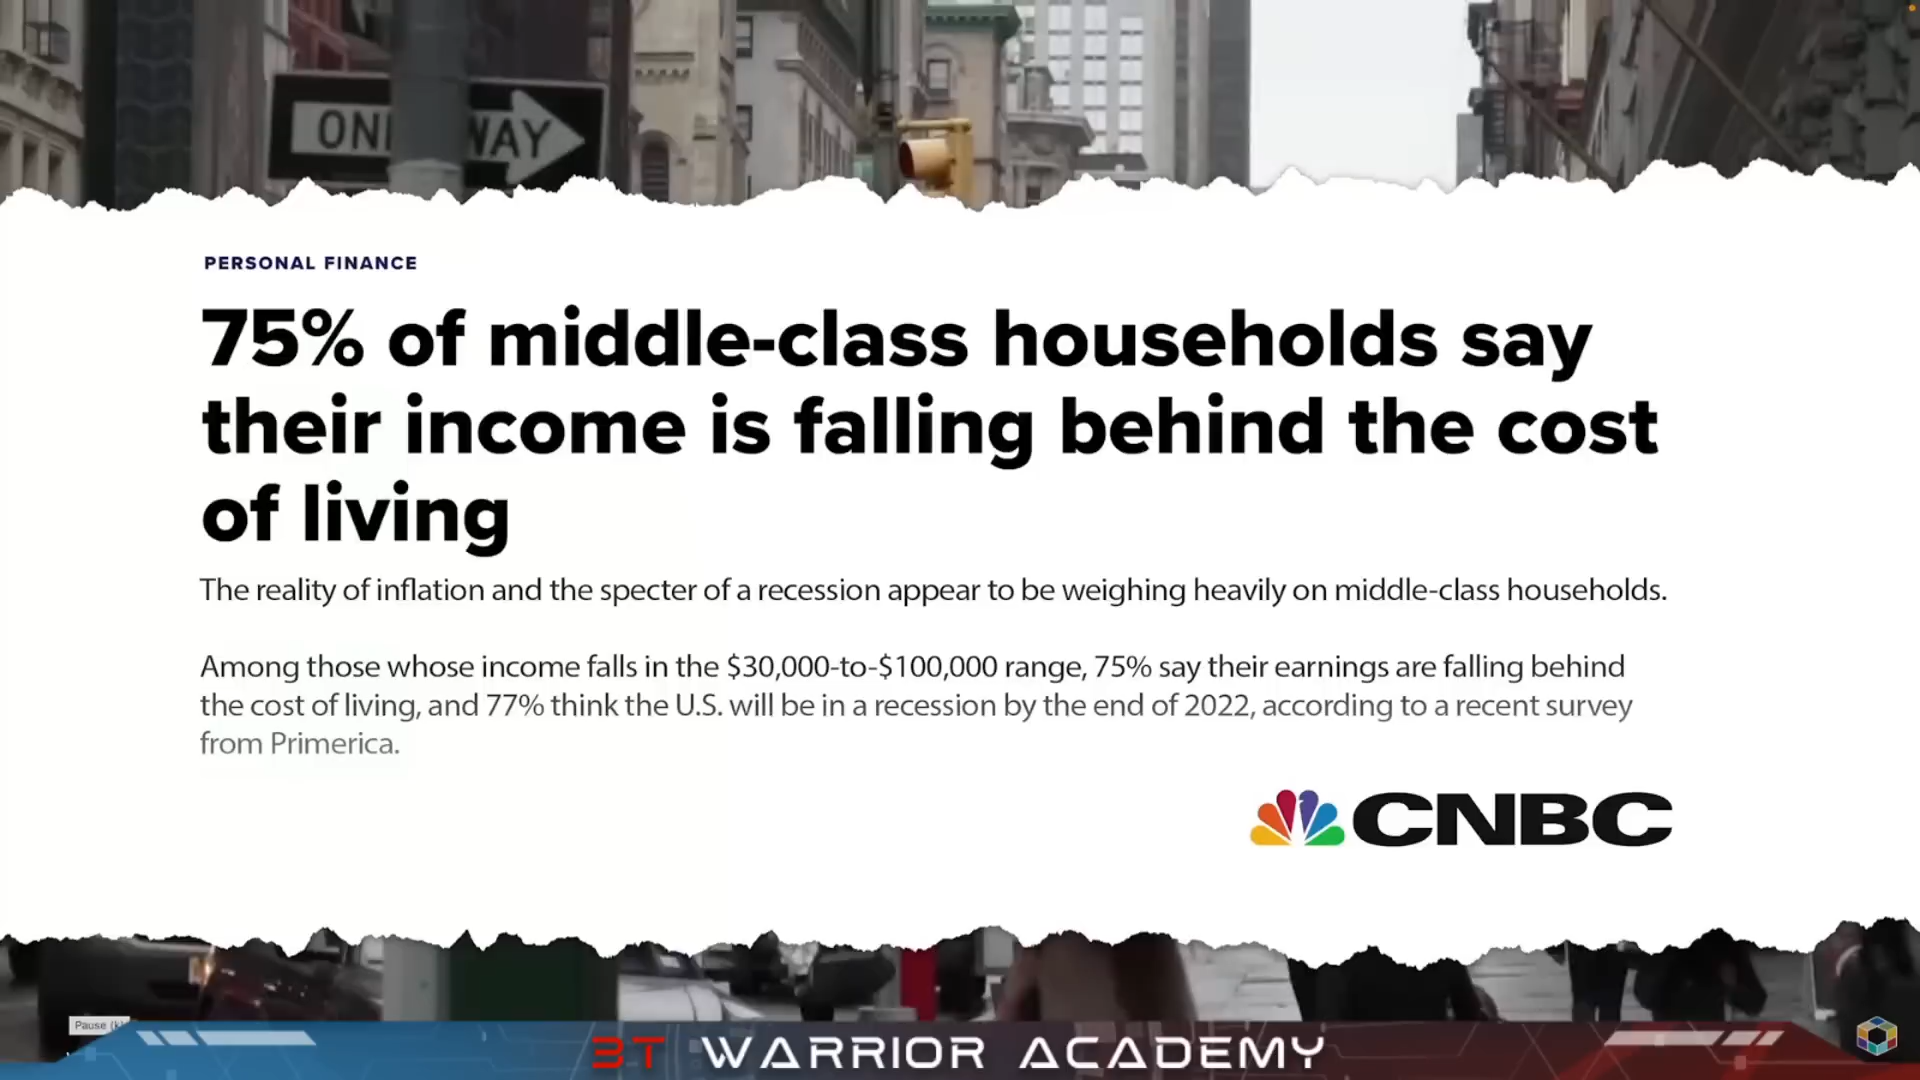 ONE WAY
PERSONAL FINANCE
75% of middle-class households say
their income is falling behind the cost
of living
The reality of inflation and the specter of a recession appear to be weighing heavily on middle-class households.
Among those whose income falls in the $30,000-to-$100,000 range, 75% say their earnings are falling behind
the cost of living, and 77% think the U.S. will be in a recession by the end of 2022, according to a recent survey
from Primerica.
CNBC
Pause (k)
3T WARRIOR ACADEMY